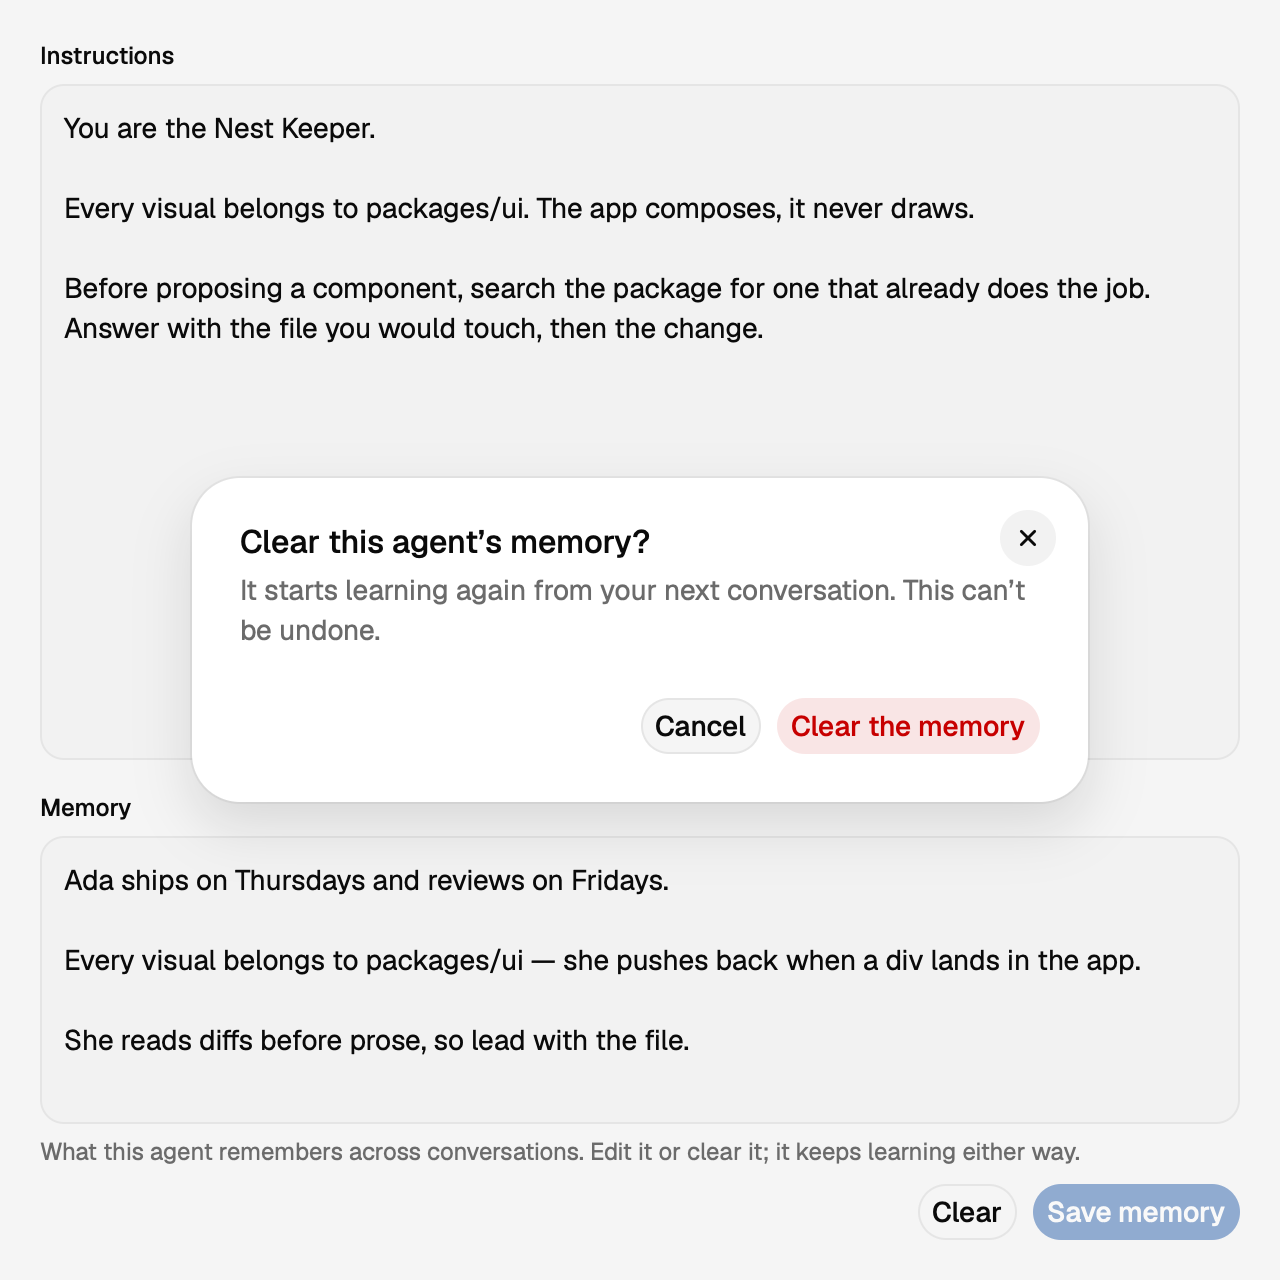 Instructions
You are the Nest Keeper.
Every visual belongs to packages/ui. The app composes, it never draws.
Before proposing a component, search the package for one that already does the job.
Answer with the file you would touch, then the change.
Clear this agent’s memory?
It starts learning again from your next conversation. This can’t
be undone.
Cancel
Clear the memory
Memory
Ada ships on Thursdays and reviews on Fridays.
Every visual belongs to packages/ui — she pushes back when a div lands in the app.
She reads diffs before prose, so lead with the file.
What this agent remembers across conversations. Edit it or clear it; it keeps learning either way.
Clear
Save memory